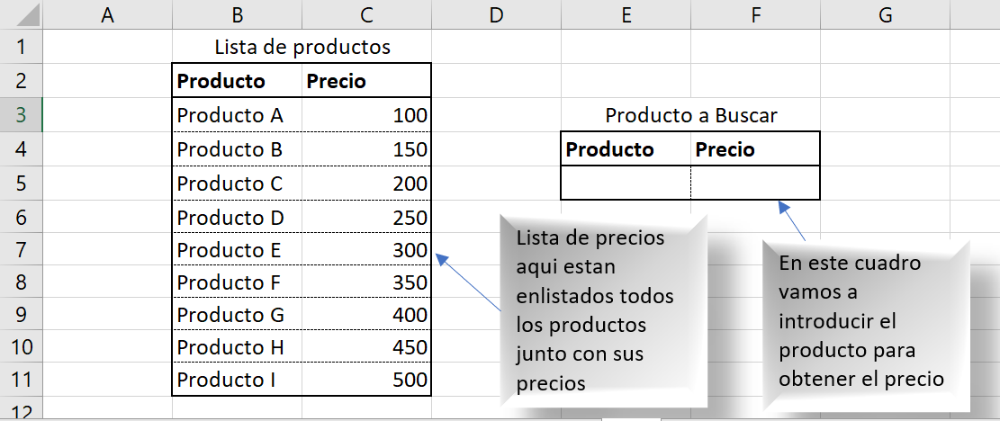 A B C D E F G
1 Lista de productos
2 Producto Precio
3 Producto A 100 Producto a Buscar
4 Producto B 150 Producto Precio
5 Producto C 200
6 Producto D 250
7 Producto E 300
8 Producto F 350
9 Producto G 400
10 Producto H 450
11 Producto I 500
12
Lista de precios
aqui estan
enlistados todos
los productos
junto con sus
precios
En este cuadro
vamos a
introducir el
producto para
obtener el precio